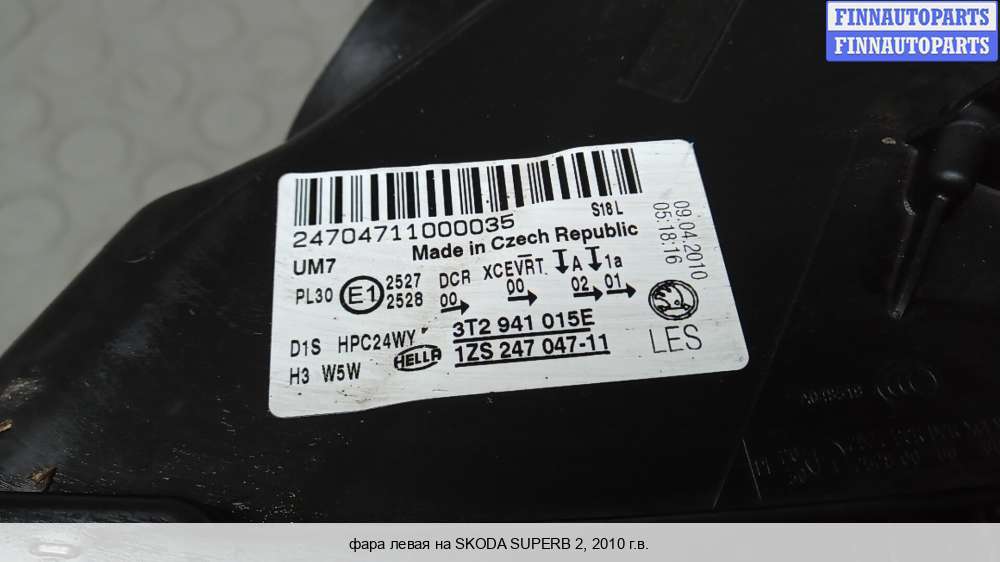 FINNAUTOPARTS
FINNAUTOPARTS
24704711000035
S18 L
Made in Czech Republic
09.04.2010
05:18:16
UM7
PL30 E1 2527 DCR XCEVRT A 1a
2528 00 00 02 01
D1S HPC24WY
H3 W5W
HELLA
3T2 941 015E
1ZS 247 047-11
LES
фара левая на SKODA SUPERB 2, 2010 г.в.